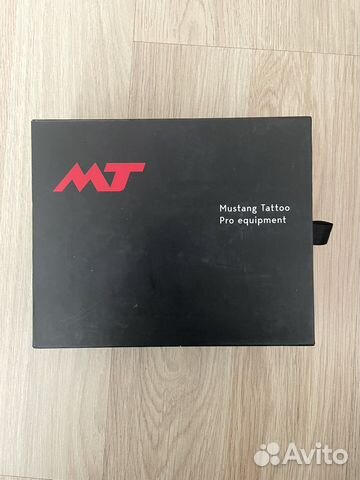 MT
Mustang Tattoo
Pro equipment
Avito